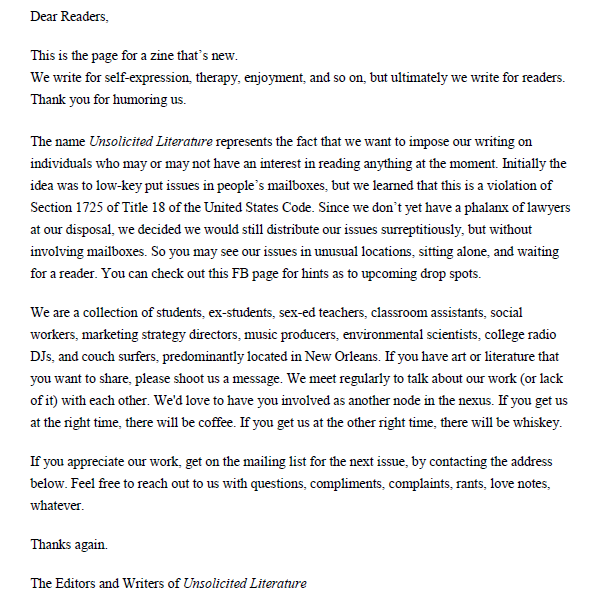 Dear Readers,
This is the page for a zine that’s new.
We write for self-expression, therapy, enjoyment, and so on, but ultimately we write for readers.
Thank you for humoring us.
The name Unsolicited Literature represents the fact that we want to impose our writing on
individuals who may or may not have an interest in reading anything at the moment. Initially the
idea was to low-key put issues in people’s mailboxes, but we learned that this is a violation of
Section 1725 of Title 18 of the United States Code. Since we don’t yet have a phalanx of lawyers
at our disposal, we decided we would still distribute our issues surreptitiously, but without
involving mailboxes. So you may see our issues in unusual locations, sitting alone, and waiting
for a reader. You can check out this FB page for hints as to upcoming drop spots.
We are a collection of students, ex-students, sex-ed teachers, classroom assistants, social
workers, marketing strategy directors, music producers, environmental scientists, college radio
DJs, and couch surfers, predominantly located in New Orleans. If you have art or literature that
you want to share, please shoot us a message. We meet regularly to talk about our work (or lack
of it) with each other. We'd love to have you involved as another node in the nexus. If you get us
at the right time, there will be coffee. If you get us at the other right time, there will be whiskey.
If you appreciate our work, get on the mailing list for the next issue, by contacting the address
below. Feel free to reach out to us with questions, compliments, complaints, rants, love notes,
whatever.
Thanks again.
The Editors and Writers of Unsolicited Literature